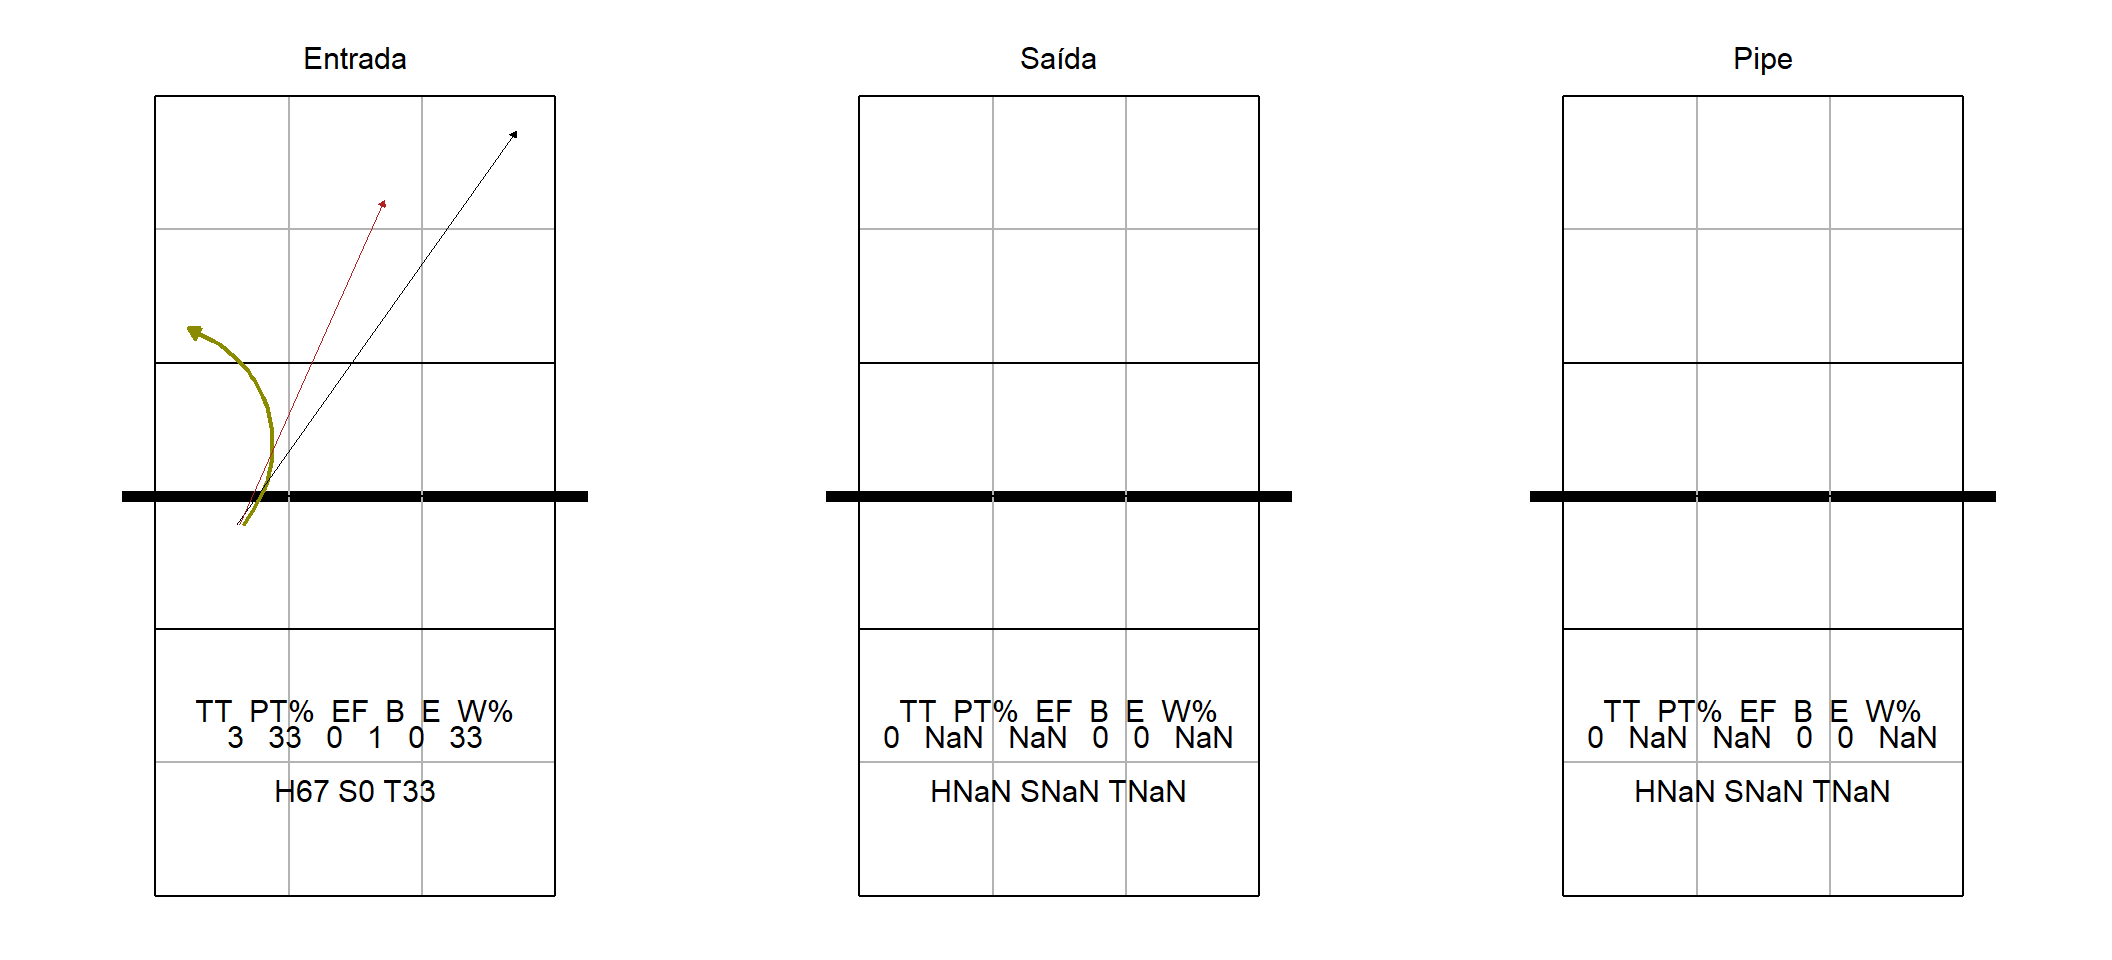 Entrada
TT PT% EF B E W%
3 33 0 1 0 33
H67 S0 T33
Saída
TT PT% EF B E W%
0 NaN NaN 0 0 NaN
HNaN SNaN TNaN
Pipe
TT PT% EF B E W%
0 NaN NaN 0 0 NaN
HNaN SNaN TNaN